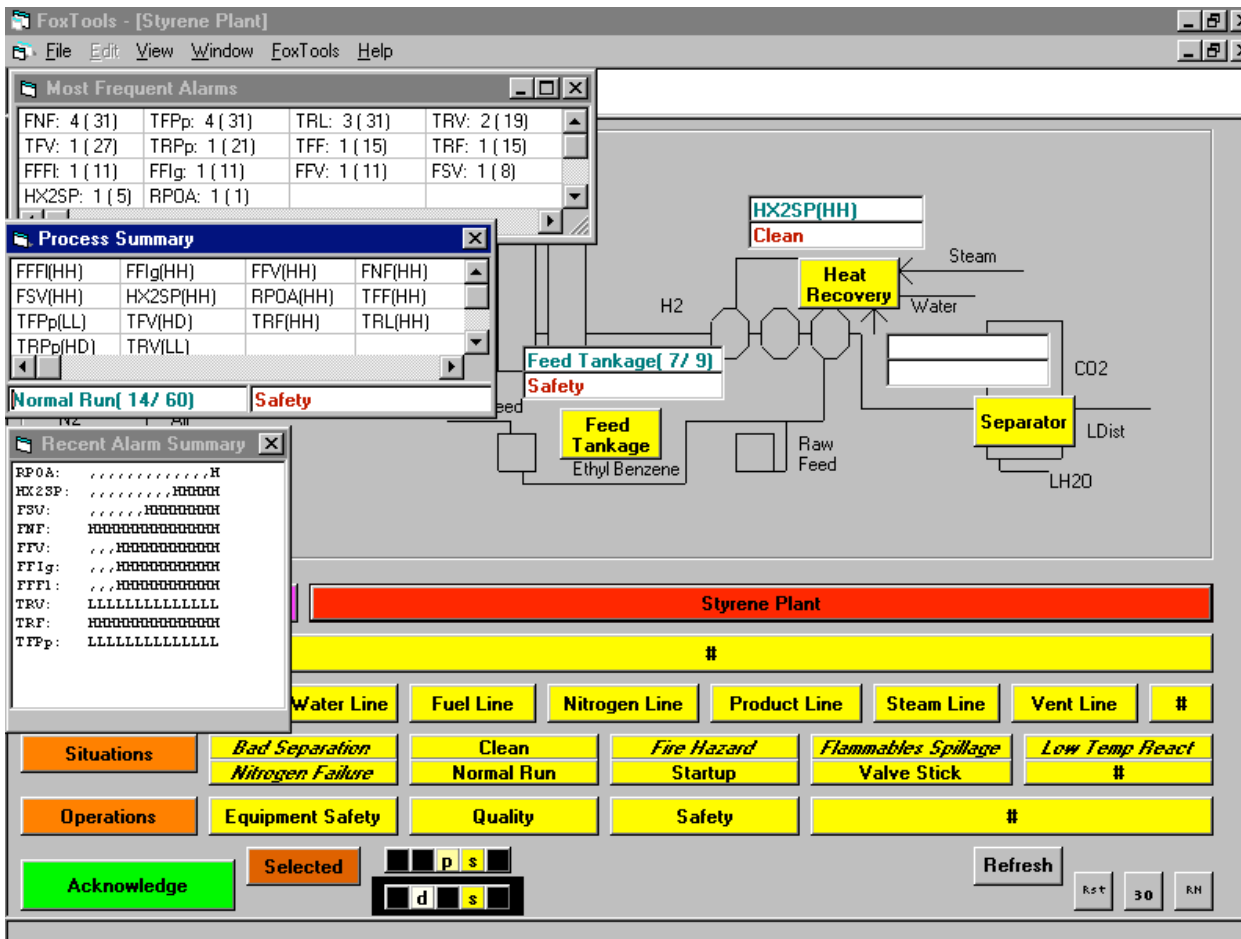 FoxTools - [Styrene Plant]
File Edit View Window FoxTools Help
Most Frequent Alarms
FNF: 4 ( 31) TFPp: 4 ( 31) TRL: 3 ( 31) TRV: 2 ( 19)
TFV: 1 ( 27) TRPp: 1 ( 21) TFF: 1 ( 15) TRF: 1 ( 15)
FFFl: 1 ( 11) FFIg: 1 ( 11) FFV: 1 ( 11) FSV: 1 ( 8)
HX2SP: 1 ( 5) RPOA: 1 ( 1)
Process Summary
FFFl(HH) FFIg(HH) FFV(HH) FNF(HH)
FSV(HH) HX2SP(HH) RPOA(HH) TFF(HH)
TFPp(LL) TFV(HD) TRF(HH) TRL(HH)
TRPp(HD) TRV(LL)
Normal Run( 14/ 60) Safety
HX2SP(HH)
Clean
Steam
Heat
Recovery
Water
H2
Feed Tankage( 7/ 9)
Safety
CO2
Feed
Tankage
Ethyl Benzene
Raw
Feed
Separator
LDist
LH2O
eed
N2 Air
Recent Alarm Summary
RPOA: ,,,,,,,,,,,,,H
HX2SP: ,,,,,,,,,HHHHH
FSV: ,,,,,,HHHHHHHH
FNF: HHHHHHHHHHHHHH
FFV: ,,,HHHHHHHHHHH
FFIg: ,,,HHHHHHHHHHH
FFFl: ,,,HHHHHHHHHHH
TRV: LLLLLLLLLLLLLL
TRF: HHHHHHHHHHHHHH
TFPp: LLLLLLLLLLLLLL
Styrene Plant
#
Water Line Fuel Line Nitrogen Line Product Line Steam Line Vent Line #
Situations
Bad Separation Clean Fire Hazard Flammables Spillage Low Temp React
Nitrogen Failure Normal Run Startup Valve Stick #
Operations Equipment Safety Quality Safety #
Acknowledge Selected p s Refresh
d s Rst 30 RN